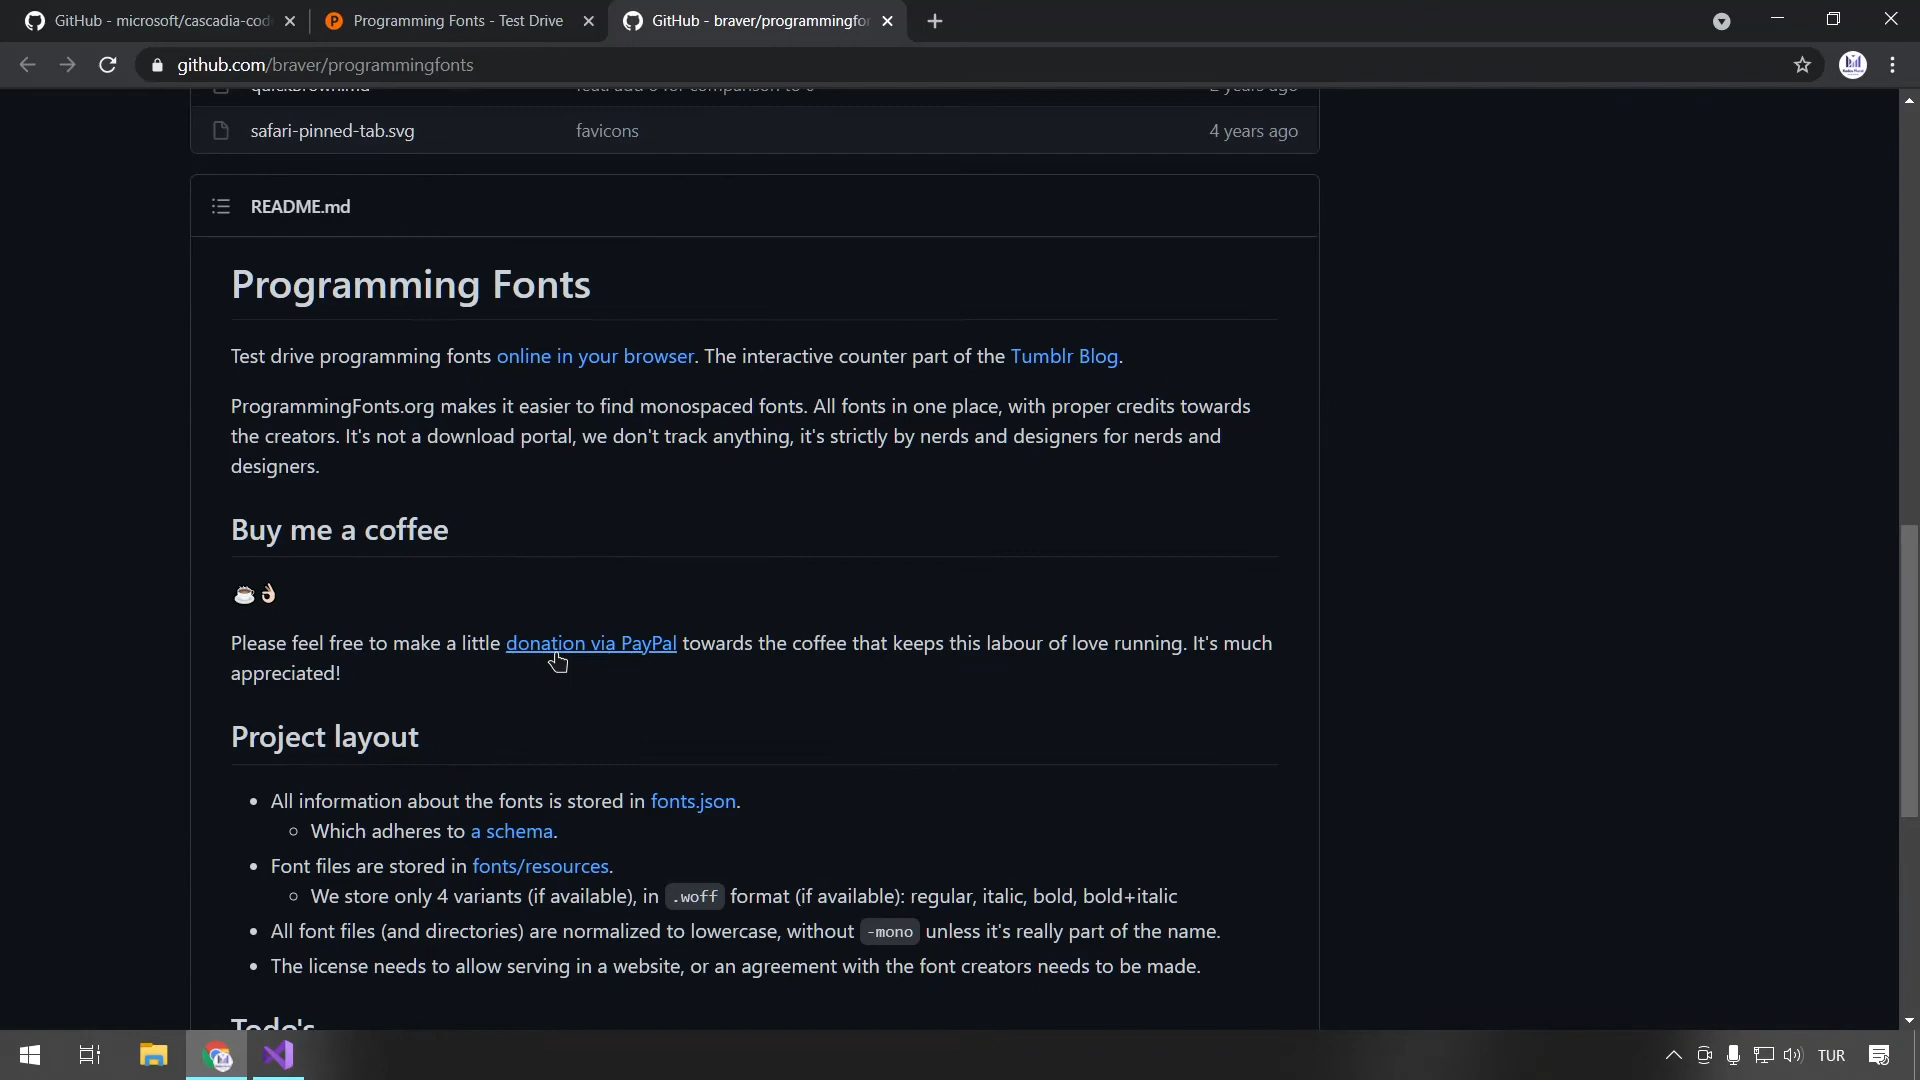 GitHub - microsoft/cascadia-cod
Programming Fonts - Test Drive
GitHub - braver/programmingfo
github.com/braver/programmingfonts
safari-pinned-tab.svg favicons 4 years ago
README.md
Programming Fonts
Test drive programming fonts online in your browser. The interactive counter part of the Tumblr Blog.
ProgrammingFonts.org makes it easier to find monospaced fonts. All fonts in one place, with proper credits towards
the creators. It's not a download portal, we don't track anything, it's strictly by nerds and designers for nerds and
designers.
Buy me a coffee
☕👌🏻
Please feel free to make a little donation via PayPal towards the coffee that keeps this labour of love running. It's much
appreciated!
Project layout
• All information about the fonts is stored in fonts.json.
◦ Which adheres to a schema.
• Font files are stored in fonts/resources.
◦ We store only 4 variants (if available), in .woff format (if available): regular, italic, bold, bold+italic
• All font files (and directories) are normalized to lowercase, without -mono unless it's really part of the name.
• The license needs to allow serving in a website, or an agreement with the font creators needs to be made.
Todo's
TUR